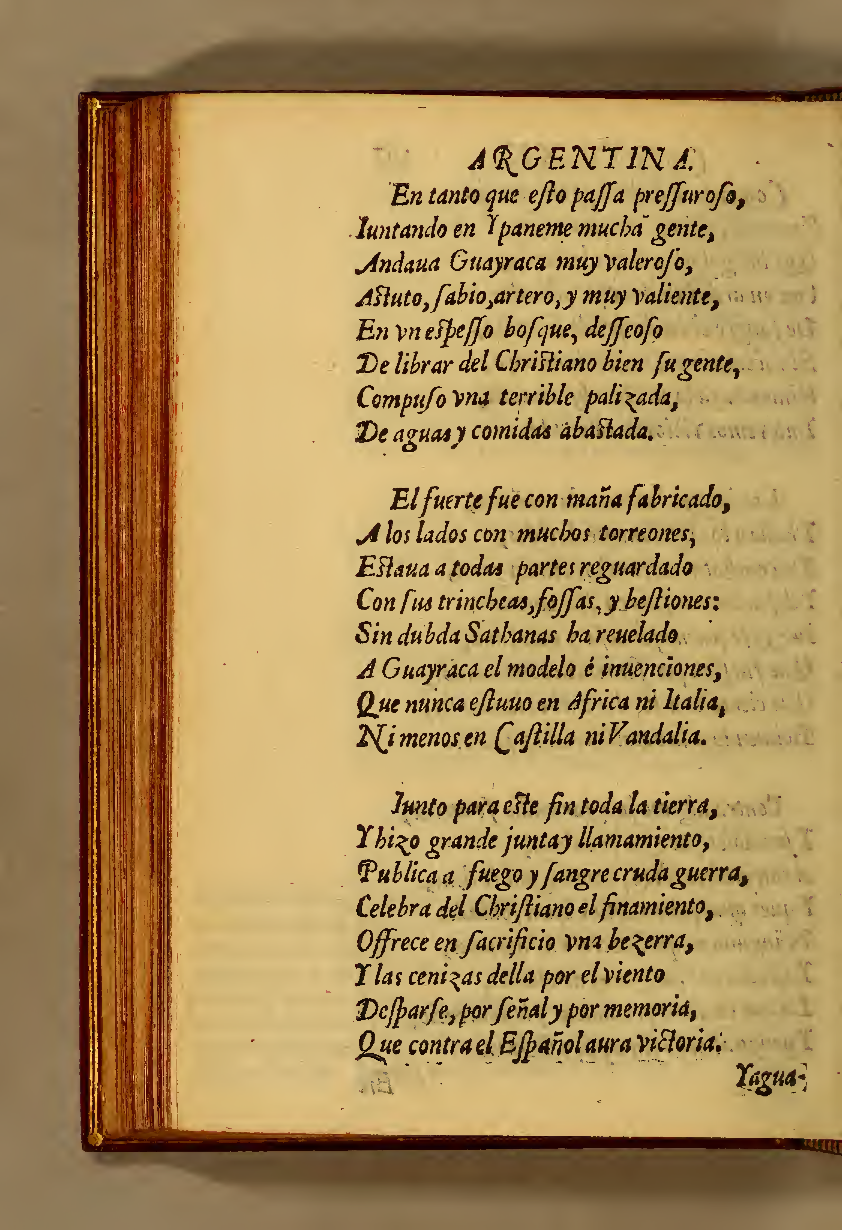 ARGENTINA.
En tanto que eſto paſſa preſſuroſo,
Iuntando en Ypaneme mucha gente,
Andaua Guayraca muy valeroſo,
Aſtuto, ſabio, artero, y muy valiente,
En vn eſpeſſo boſque, deſſeoſo
De librar del Chriſtiano bien ſu gente,
Compuſo vna terrible palizada,
De aguas y comidas abaſtada.
El fuerte fue con maña fabricado,
A los lados con muchos torreones,
Eſtaua a todas partes reguardado
Con ſus trincheas, foſſas, y beſtiones:
Sin dubda Sathanas ha reuelado
A Guayraca el modelo é inuenciones,
Que nunca eſtuuo en Africa ni Italia,
Ni menos en Caſtilla ni Vandalia.
Iunto para eſte fin toda la tierra,
Y hizo grande junta y llamamiento,
Publica a fuego y ſangre cruda guerra,
Celebra del Chriſtiano el finamiento,
Offrece en ſacrificio vna bezerra,
Y las cenizas della por el viento
Deſparſe, por ſeñal y por memoria,
Que contra el Eſpañol aura victoria.
Yagua-